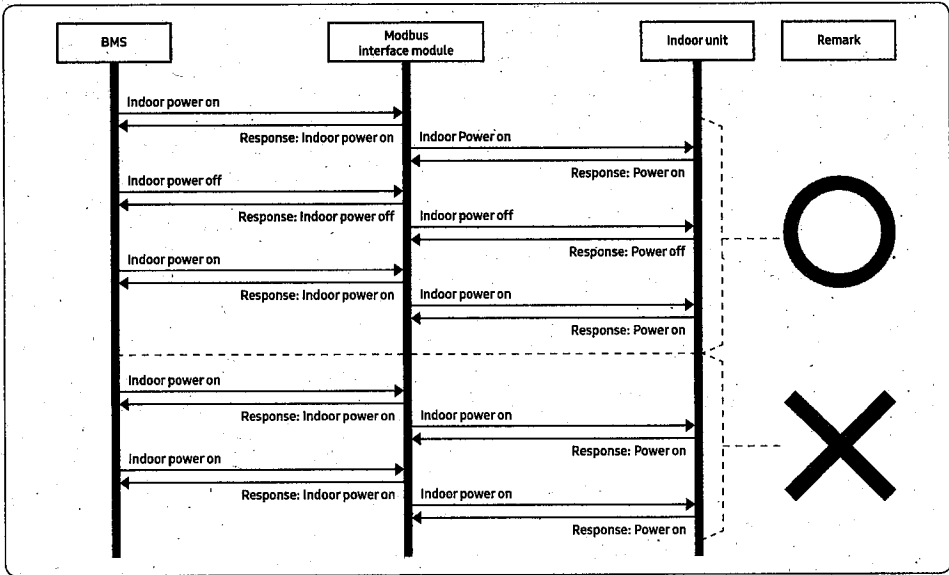 BMS
Modbus
interface module
Indoor unit
Remark
Indoor power on
Response: Indoor power on
Indoor Power on
Response: Power on
Indoor power off
Response: Indoor power off
Indoor power off
Response: Power off
Indoor power on
Response: Indoor power on
Indoor power on
Response: Power on
Indoor power on
Response: Indoor power on
Indoor power on
Response: Power on
Indoor power on
Response: Indoor power on
Indoor power on
Response: Power on